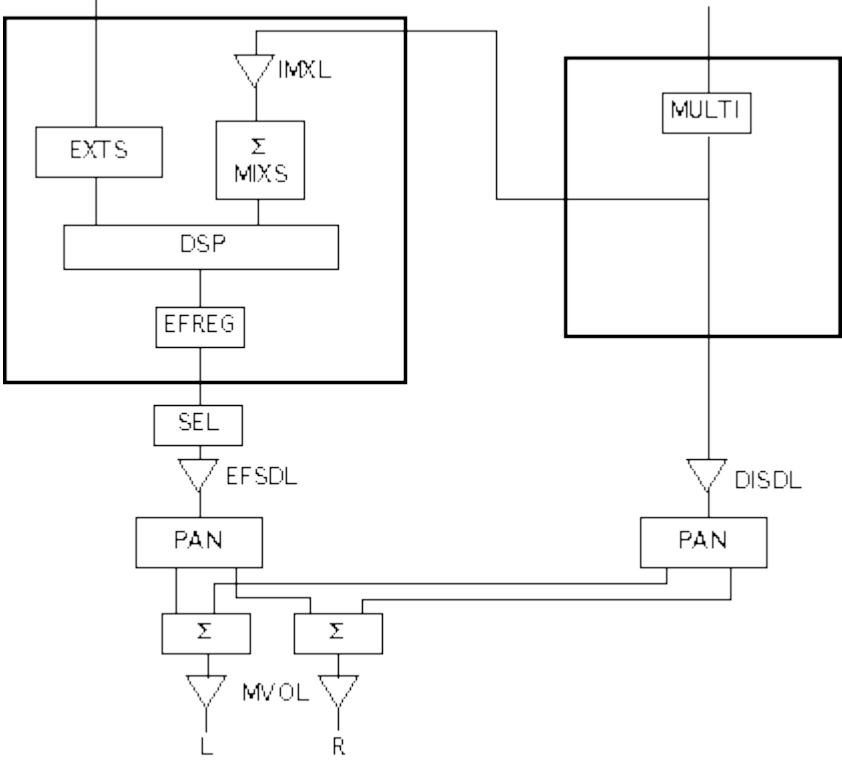 IMXL
MULTI
EXTS
Σ
MIXS
DSP
EFREG
SEL
EFSDL
DISDL
PAN
PAN
Σ
Σ
MVOL
L
R